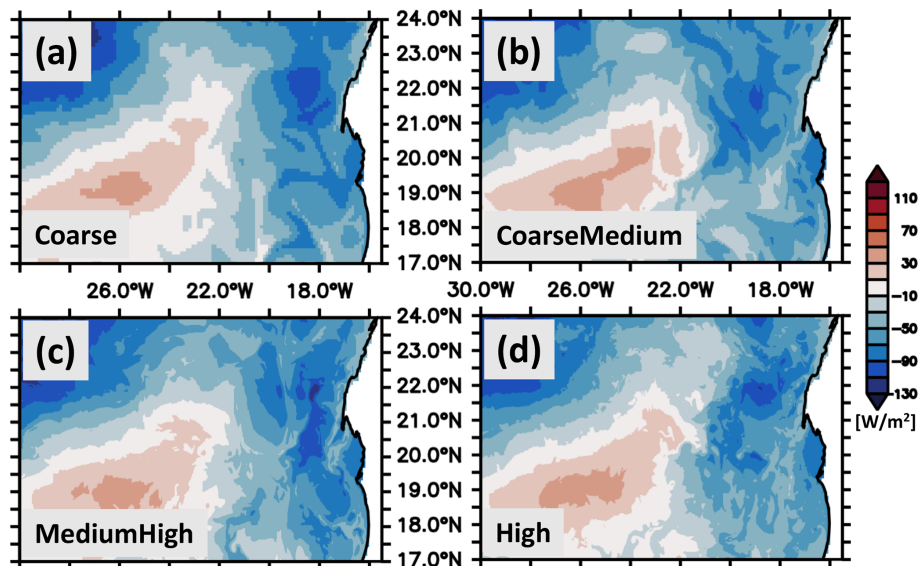 (a)
Coarse
24.0°N
23.0°N
22.0°N
21.0°N
20.0°N
19.0°N
18.0°N
17.0°N
(b)
CoarseMedium
26.0°W 22.0°W 18.0°W
30.0°W 26.0°W 22.0°W 18.0°W
(c)
MediumHigh
24.0°N
23.0°N
22.0°N
21.0°N
20.0°N
19.0°N
18.0°N
17.0°N
(d)
High
110
70
30
−10
−50
−90
−130
[W/m²]